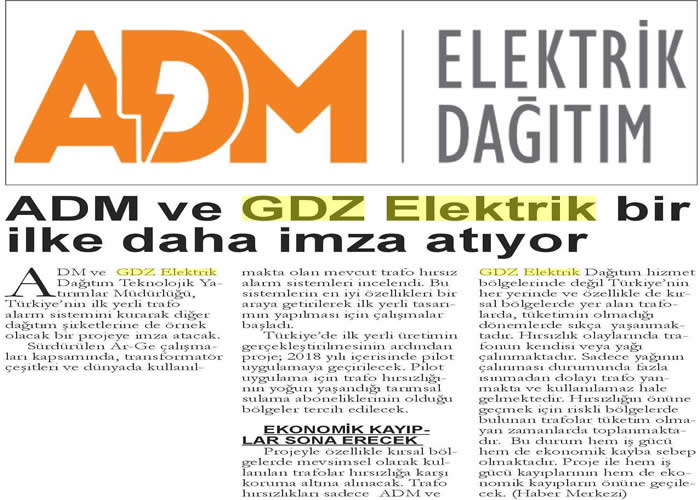 ADM
ELEKTRİK
DAĞITIM
ADM ve GDZ Elektrik bir
ilke daha imza atıyor
ADM ve GDZ Elektrik
Dağıtım Teknolojik Ya-
tırımlar Müdürlüğü,
Türkiye’nin ilk yerli trafo
alarm sistemini kurarak diğer
dağıtım şirketlerine de örnek
olacak bir projeye imza atacak.
Sürdürülen Ar-Ge çalışma-
ları kapsamında, transformatör
çeşitleri ve dünyada kullanıl-
makta olan mevcut trafo hırsız
alarm sistemleri incelendi. Bu
sistemlerin en iyi özellikleri bir
araya getirilerek ilk yerli tasarı-
mın yapılması için çalışmalar
başladı.
Türkiye’de ilk yerli üretimin
gerçekleştirilmesinin ardından
proje; 2018 yılı içerisinde pilot
uygulamaya geçirilecek. Pilot
uygulama için trafo hırsızlığı-
nın yoğun yaşandığı tarımsal
sulama aboneliklerinin olduğu
bölgeler tercih edilecek.
EKONOMİK KAYIP-
LAR SONA ERECEK
Projeyle özellikle kırsal böl-
gelerde mevsimsel olarak kul-
lanılan trafolar hırsızlığa karşı
koruma altına alınacak. Trafo
hırsızlıkları sadece ADM ve
GDZ Elektrik Dağıtım hizmet
bölgelerinde değil Türkiye’nin
her yerinde ve özellikle de kır-
sal bölgelerde yer alan trafo-
larda, tüketimin olmadığı
dönemlerde sıkça yaşanmak-
tadır. Hırsızlık olaylarında tra-
fonun kendisi veya yağı
çalınmaktadır. Sadece yağının
çalınması durumunda fazla
ısınmadan dolayı trafo yan-
makta ve kullanılamaz hale
gelmektedir. Hırsızlığın önüne
geçmek için riskli bölgelerde
bulunan trafolar tüketim olma-
yan zamanlarda toplanmakta-
dır. Bu durum hem iş gücü
hem de ekonomik kayba sebep
olmaktadır. Proje ile hem iş
gücü kayıplarının hem de eko-
nomik kayıpların önüne geçile-
cek. (Haber Merkezi)